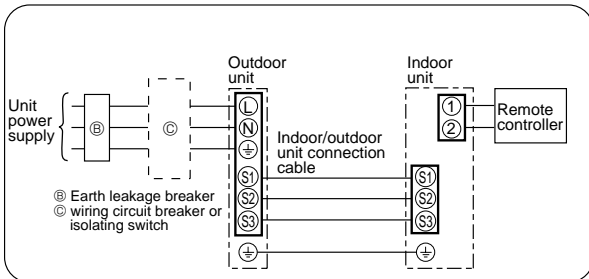 Outdoor
unit
Indoor
unit
Unit
power
supply
Ⓑ
Ⓒ
L
N
S1
S2
S3
Indoor/outdoor
unit connection
cable
1
2
Remote
controller
S1
S2
S3
Ⓑ Earth leakage breaker
Ⓒ wiring circuit breaker or
isolating switch